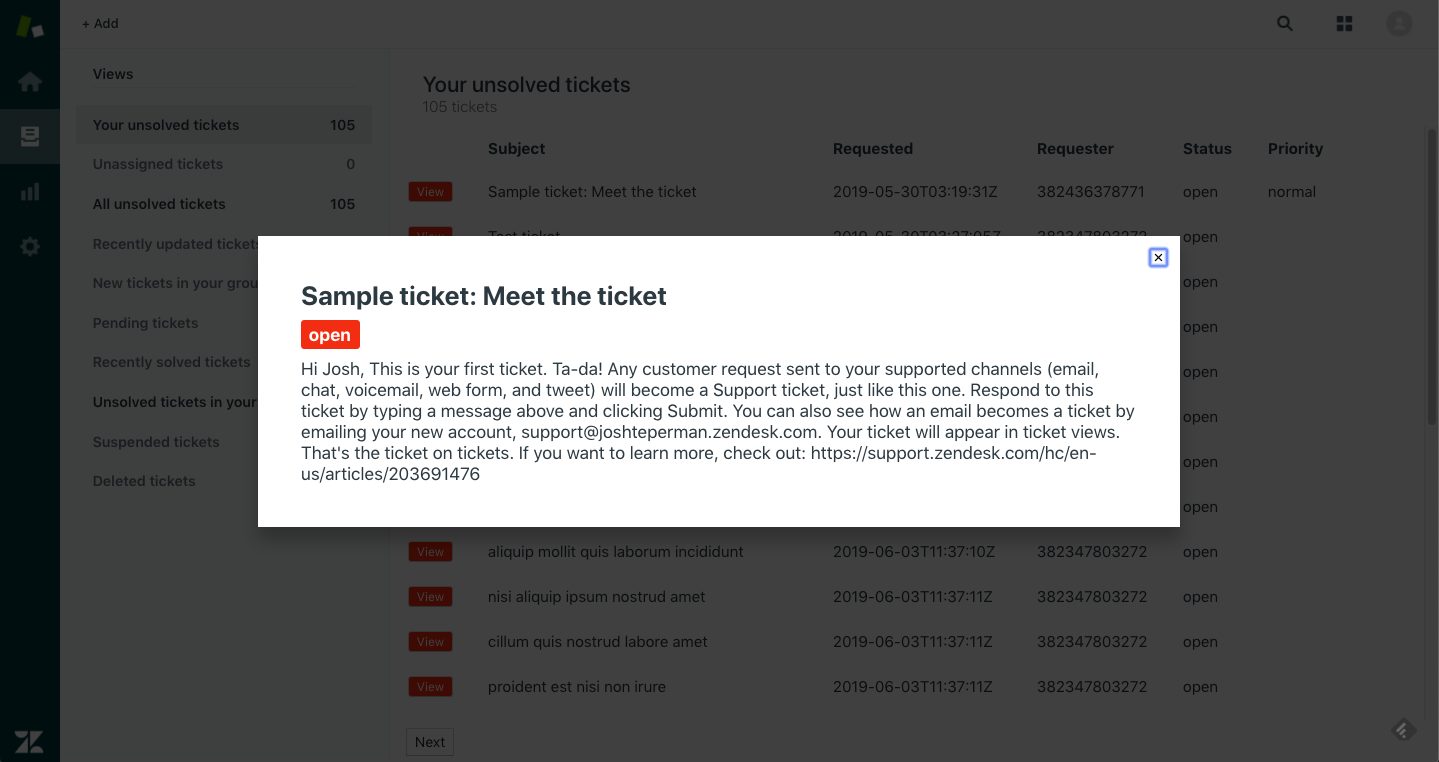 + Add
Views
Your unsolved tickets 105
Unassigned tickets 0
All unsolved tickets 105
Recently updated tickets
New tickets in your grou
Pending tickets
Recently solved tickets
Unsolved tickets in your
Suspended tickets
Deleted tickets
Your unsolved tickets
105 tickets
Subject Requested Requester Status Priority
View Sample ticket: Meet the ticket 2019-05-30T03:19:31Z 382436378771 open normal
View Test ticket 2019-05-30T03:27:05Z 382347803272 open
open
open
open
open
open
open
Sample ticket: Meet the ticket
open
Hi Josh, This is your first ticket. Ta-da! Any customer request sent to your supported channels (email,
chat, voicemail, web form, and tweet) will become a Support ticket, just like this one. Respond to this
ticket by typing a message above and clicking Submit. You can also see how an email becomes a ticket by
emailing your new account, support@joshteperman.zendesk.com. Your ticket will appear in ticket views.
That's the ticket on tickets. If you want to learn more, check out: https://support.zendesk.com/hc/en-
us/articles/203691476
View aliquip mollit quis laborum incididunt 2019-06-03T11:37:10Z 382347803272 open
View nisi aliquip ipsum nostrud amet 2019-06-03T11:37:11Z 382347803272 open
View cillum quis nostrud labore amet 2019-06-03T11:37:11Z 382347803272 open
View proident est nisi non irure 2019-06-03T11:37:11Z 382347803272 open
Next